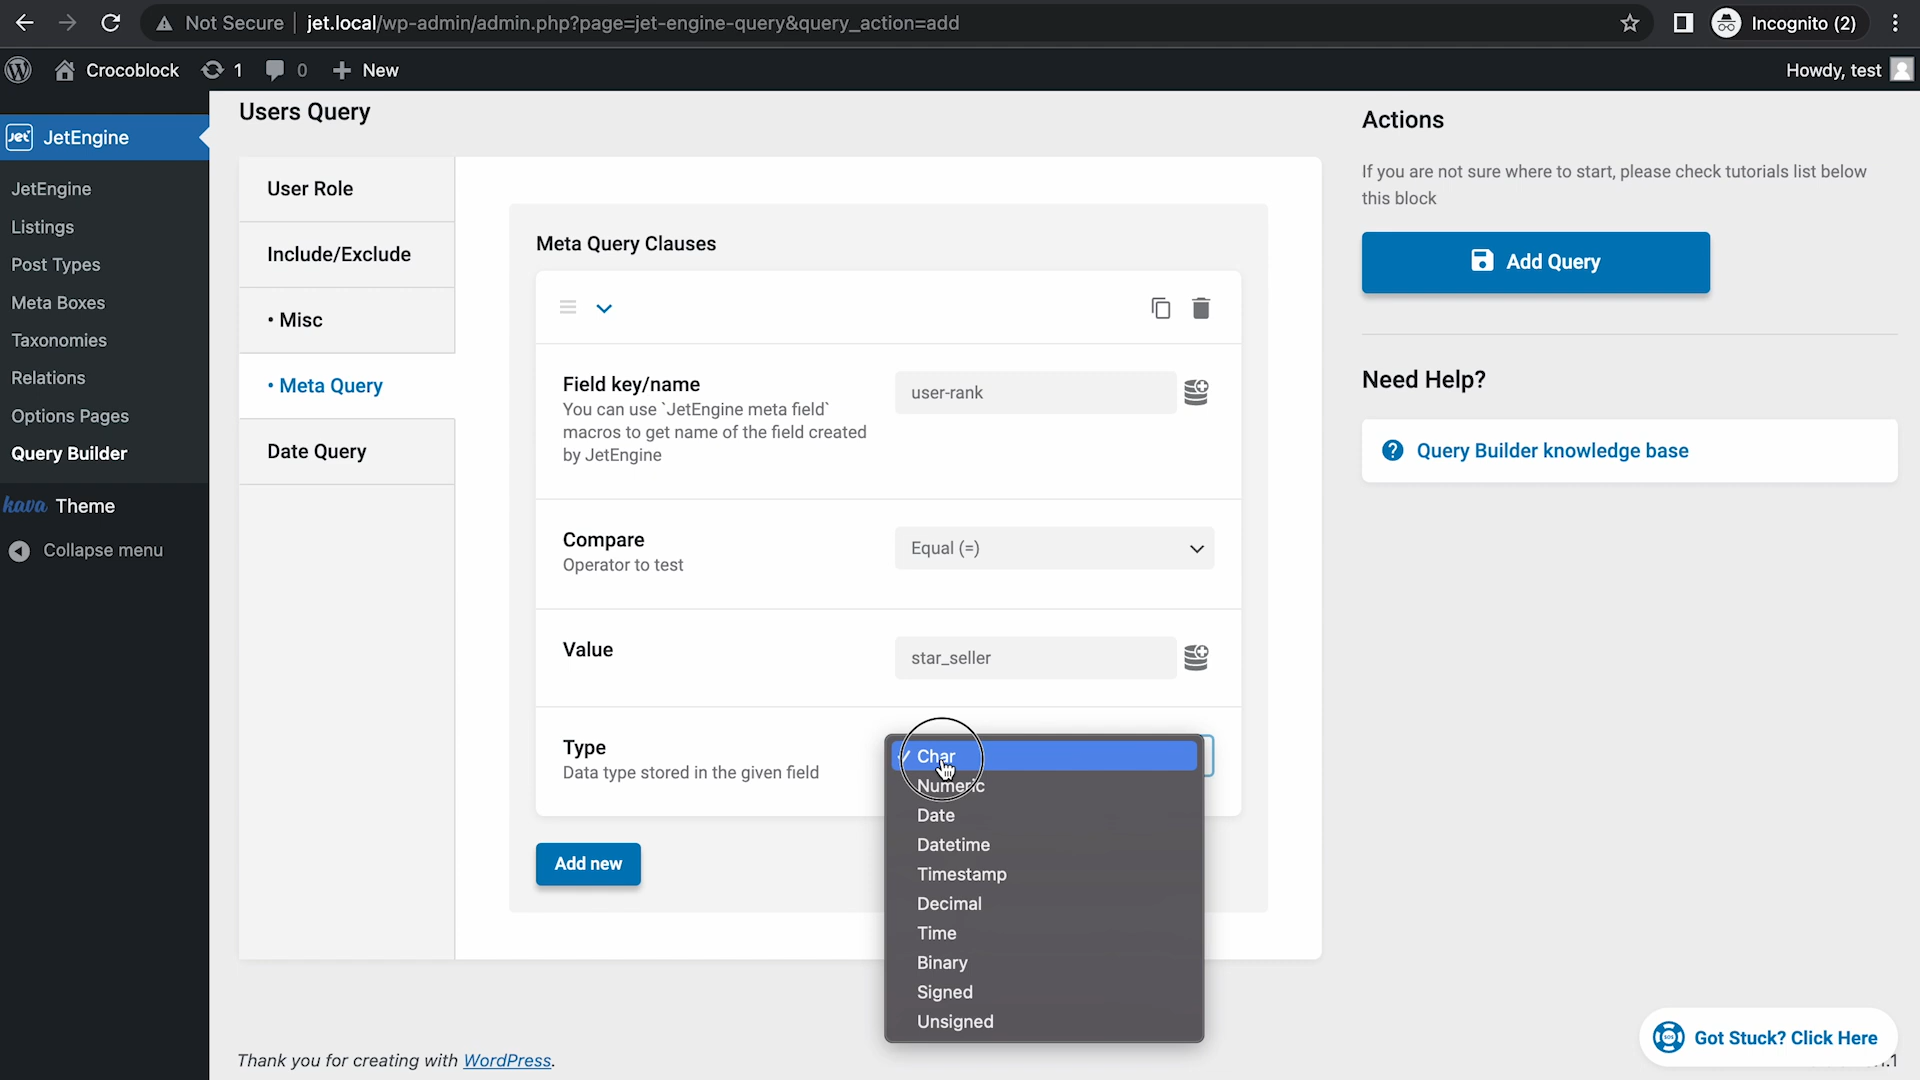 Not Secure | jet.local/wp-admin/admin.php?page=jet-engine-query&query_action=add
Incognito (2)
Crocoblock 1 0 + New
Howdy, test
Jet JetEngine
JetEngine
Listings
Post Types
Meta Boxes
Taxonomies
Relations
Options Pages
Query Builder
kava Theme
Collapse menu
Users Query
User Role
Include/Exclude
• Misc
• Meta Query
Date Query
Meta Query Clauses
Field key/name
You can use `JetEngine meta field`
macros to get name of the field created
by JetEngine
user-rank
Compare
Operator to test
Equal (=)
Value
star_seller
Type
Data type stored in the given field
✓ Char
Numeric
Date
Datetime
Timestamp
Decimal
Time
Binary
Signed
Unsigned
Add new
Actions
If you are not sure where to start, please check tutorials list below
this block
Add Query
Need Help?
? Query Builder knowledge base
Thank you for creating with WordPress.
SOS Got Stuck? Click Here